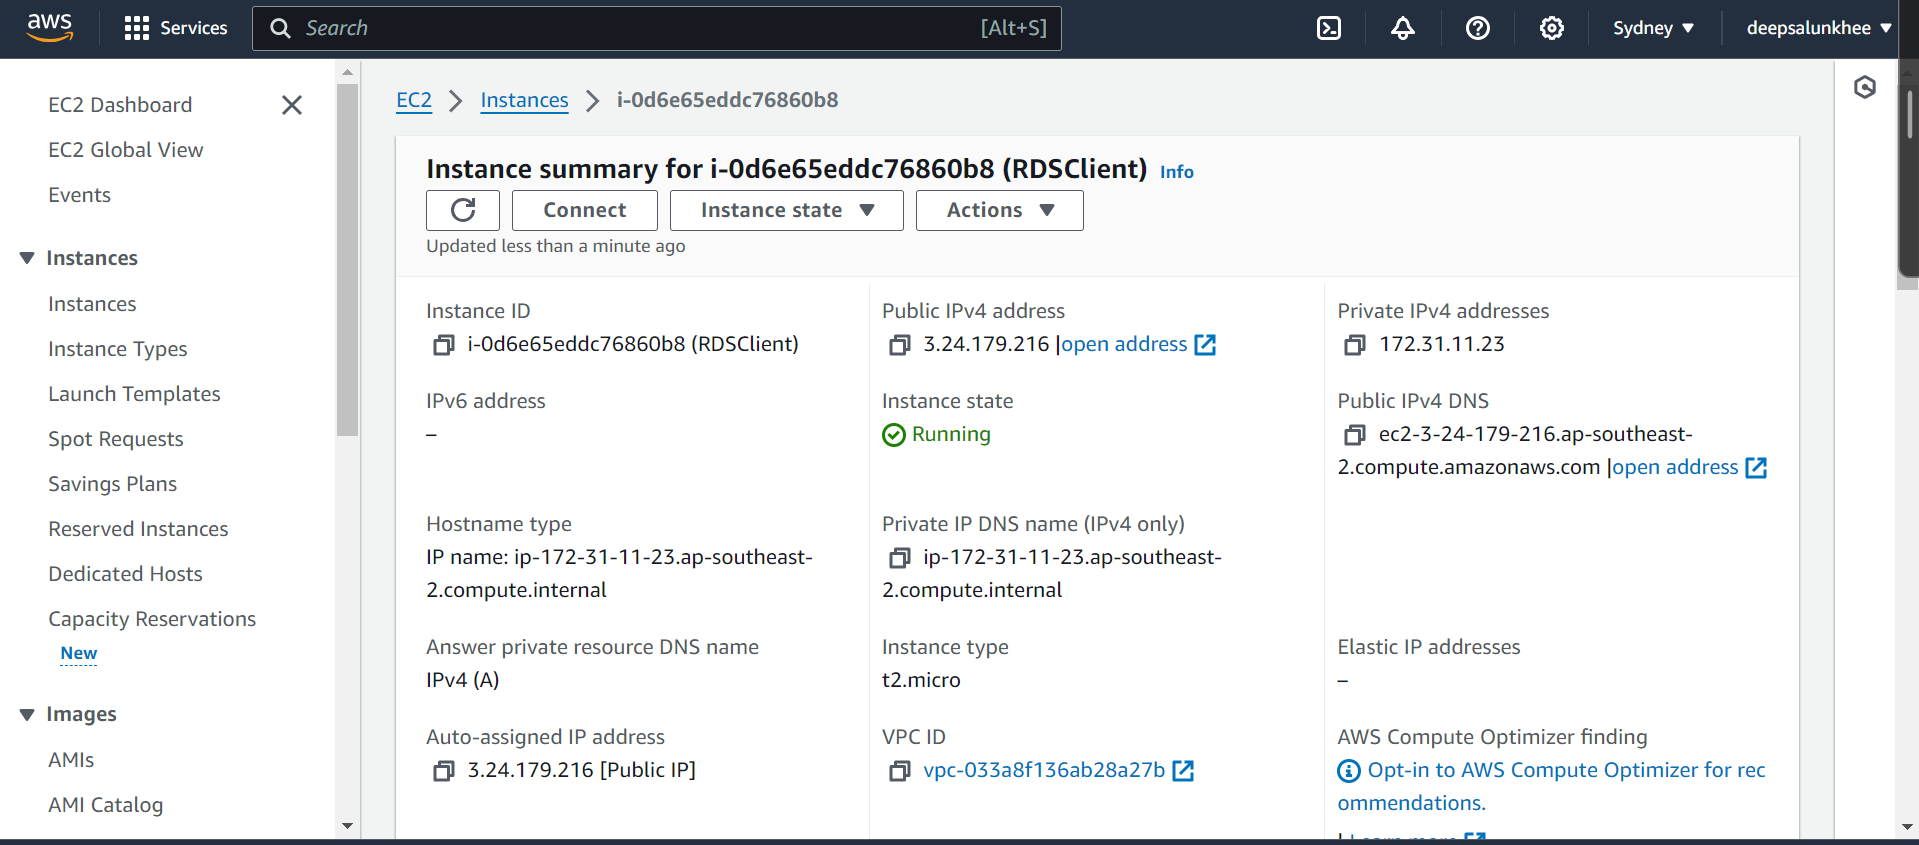 aws
Services
Search
[Alt+S]
Sydney
deepsalunkhee
EC2 Dashboard
EC2 Global View
Events
Instances
Instances
Instance Types
Launch Templates
Spot Requests
Savings Plans
Reserved Instances
Dedicated Hosts
Capacity Reservations
New
Images
AMIs
AMI Catalog
EC2
Instances
i-0d6e65eddc76860b8
Instance summary for i-0d6e65eddc76860b8 (RDSClient) Info
Connect
Instance state
Actions
Updated less than a minute ago
Instance ID
i-0d6e65eddc76860b8 (RDSClient)
Public IPv4 address
3.24.179.216 |open address
Private IPv4 addresses
172.31.11.23
IPv6 address
–
Instance state
Running
Public IPv4 DNS
ec2-3-24-179-216.ap-southeast-
2.compute.amazonaws.com |open address
Hostname type
IP name: ip-172-31-11-23.ap-southeast-
2.compute.internal
Private IP DNS name (IPv4 only)
ip-172-31-11-23.ap-southeast-
2.compute.internal
Answer private resource DNS name
IPv4 (A)
Instance type
t2.micro
Elastic IP addresses
–
Auto-assigned IP address
3.24.179.216 [Public IP]
VPC ID
vpc-033a8f136ab28a27b
AWS Compute Optimizer finding
Opt-in to AWS Compute Optimizer for rec
ommendations.
| Learn more